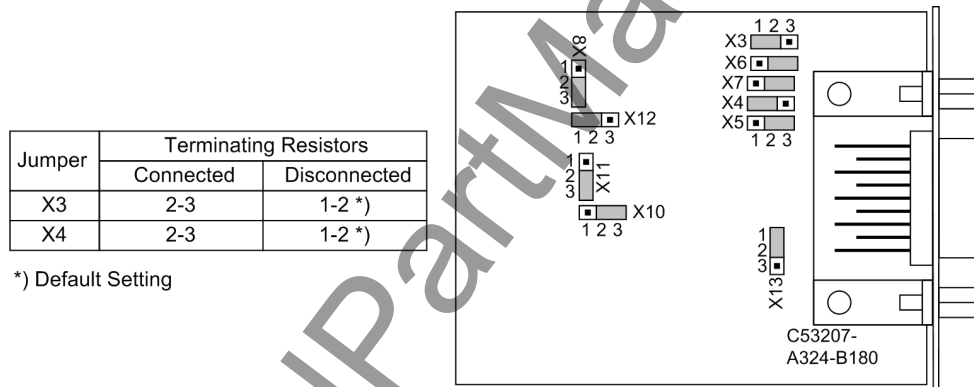 Jumper Terminating Resistors
Connected Disconnected
X3 2-3 1-2 *)
X4 2-3 1-2 *)
*) Default Setting
X8
1
2
3
X12
1 2 3
1
2
3
X11
X10
1 2 3
1 2 3
X3
X6
X7
X4
X5
1 2 3
1
2
3
X13
C53207-
A324-B180